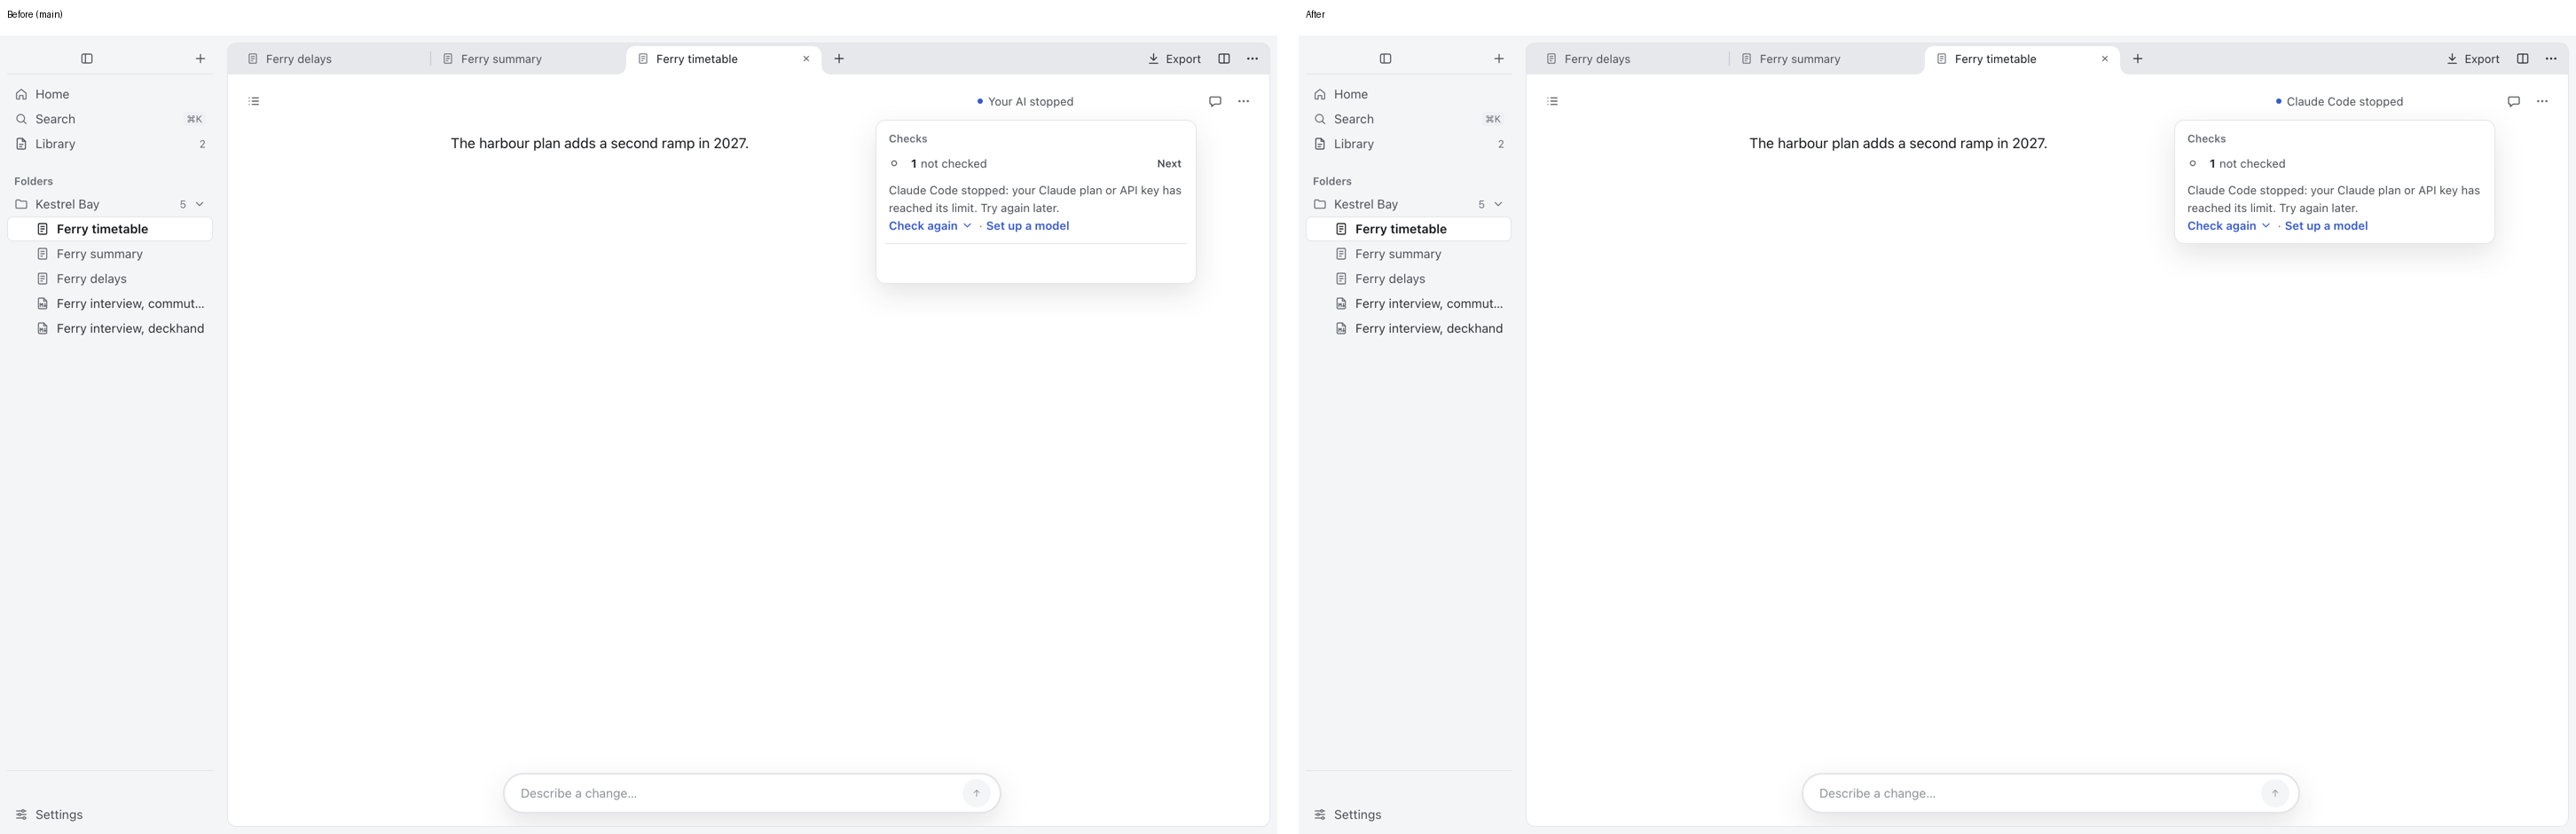 Before (main)
Ferry delays
Ferry summary
Ferry timetable
Export
Home
Search ⌘K
Library 2
Folders
Kestrel Bay 5
Ferry timetable
Ferry summary
Ferry delays
Ferry interview, commut...
Ferry interview, deckhand
Settings
Your AI stopped
The harbour plan adds a second ramp in 2027.
Checks
1 not checked Next
Claude Code stopped: your Claude plan or API key has
reached its limit. Try again later.
Check again · Set up a model
Describe a change...
After
Ferry delays
Ferry summary
Ferry timetable
Export
Home
Search ⌘K
Library 2
Folders
Kestrel Bay 5
Ferry timetable
Ferry summary
Ferry delays
Ferry interview, commut...
Ferry interview, deckhand
Settings
Claude Code stopped
The harbour plan adds a second ramp in 2027.
Checks
1 not checked
Claude Code stopped: your Claude plan or API key has
reached its limit. Try again later.
Check again · Set up a model
Describe a change...